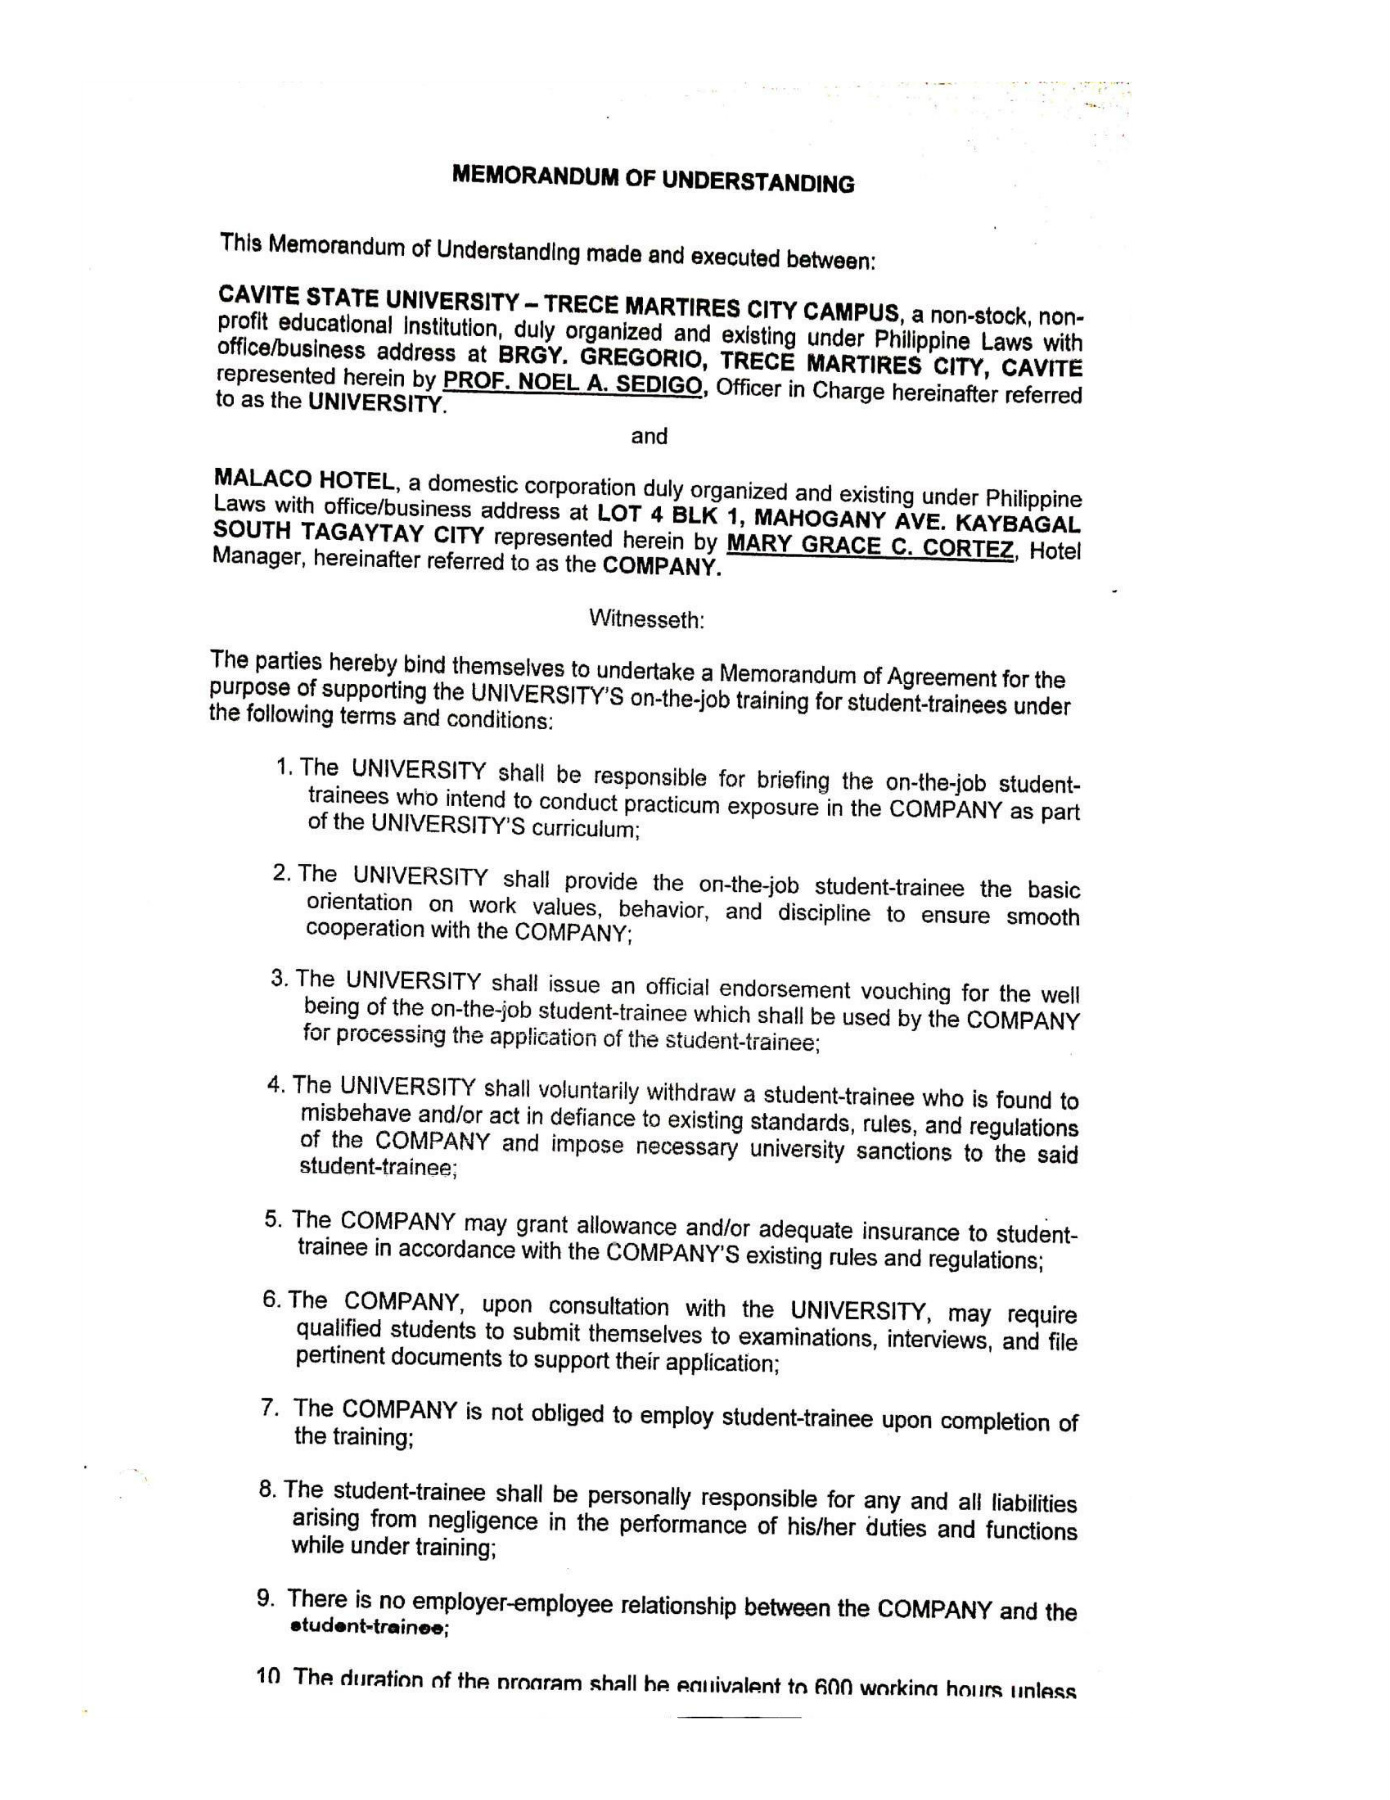 MEMORANDUM OF UNDERSTANDING
This Memorandum of Understanding made and executed between:
CAVITE STATE UNIVERSITY – TRECE MARTIRES CITY CAMPUS, a non-stock, non-
profit educational institution, duly organized and existing under Philippine Laws with
office/business address at BRGY. GREGORIO, TRECE MARTIRES CITY, CAVITE
represented herein by PROF. NOEL A. SEDIGO, Officer in Charge hereinafter referred
to as the UNIVERSITY.
and
MALACO HOTEL, a domestic corporation duly organized and existing under Philippine
Laws with office/business address at LOT 4 BLK 1, MAHOGANY AVE. KAYBAGAL
SOUTH TAGAYTAY CITY represented herein by MARY GRACE C. CORTEZ, Hotel
Manager, hereinafter referred to as the COMPANY.
Witnesseth:
The parties hereby bind themselves to undertake a Memorandum of Agreement for the
purpose of supporting the UNIVERSITY'S on-the-job training for student-trainees under
the following terms and conditions:
1. The UNIVERSITY shall be responsible for briefing the on-the-job student-
trainees who intend to conduct practicum exposure in the COMPANY as part
of the UNIVERSITY'S curriculum;
2. The UNIVERSITY shall provide the on-the-job student-trainee the basic
orientation on work values, behavior, and discipline to ensure smooth
cooperation with the COMPANY;
3. The UNIVERSITY shall issue an official endorsement vouching for the well
being of the on-the-job student-trainee which shall be used by the COMPANY
for processing the application of the student-trainee;
4. The UNIVERSITY shall voluntarily withdraw a student-trainee who is found to
misbehave and/or act in defiance to existing standards, rules, and regulations
of the COMPANY and impose necessary university sanctions to the said
student-trainee;
5. The COMPANY may grant allowance and/or adequate insurance to student-
trainee in accordance with the COMPANY'S existing rules and regulations;
6. The COMPANY, upon consultation with the UNIVERSITY, may require
qualified students to submit themselves to examinations, interviews, and file
pertinent documents to support their application;
7. The COMPANY is not obliged to employ student-trainee upon completion of
the training;
8. The student-trainee shall be personally responsible for any and all liabilities
arising from negligence in the performance of his/her duties and functions
while under training;
9. There is no employer-employee relationship between the COMPANY and the
student-trainee;
10 The duration of the program shall be equivalent to 600 working hours unless